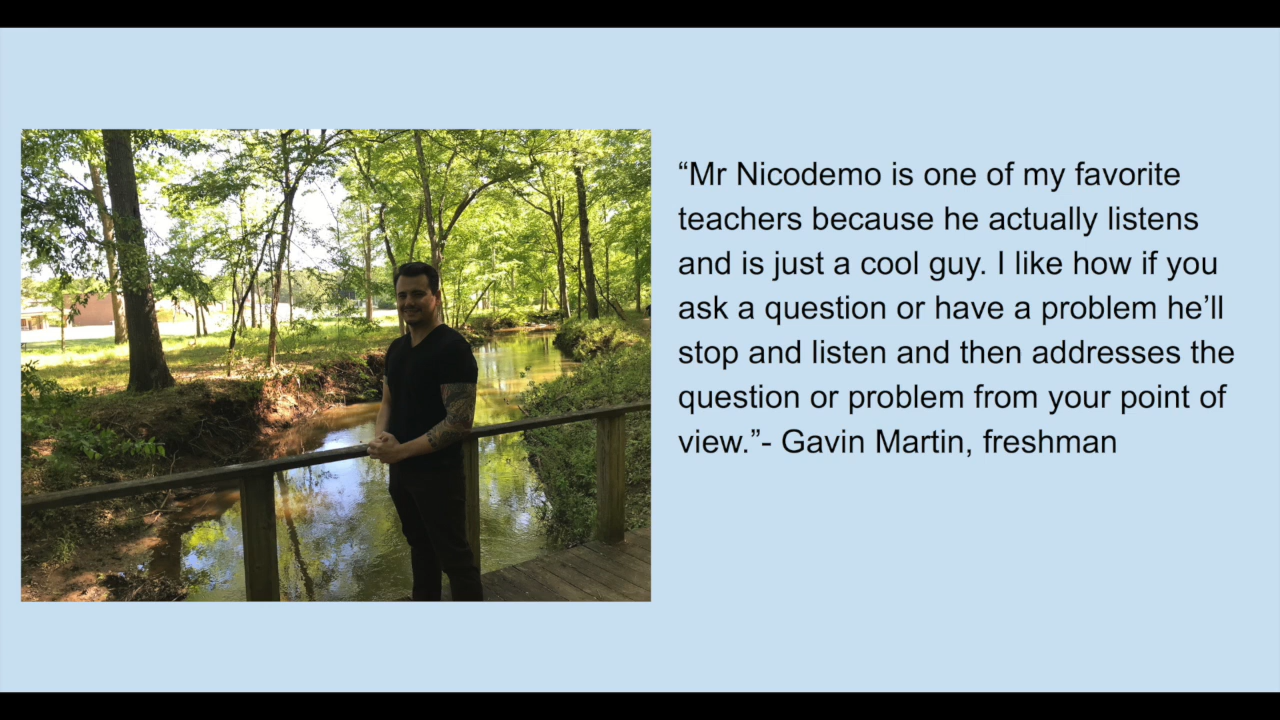 “Mr Nicodemo is one of my favorite
teachers because he actually listens
and is just a cool guy. I like how if you
ask a question or have a problem he’ll
stop and listen and then addresses the
question or problem from your point of
view.”- Gavin Martin, freshman